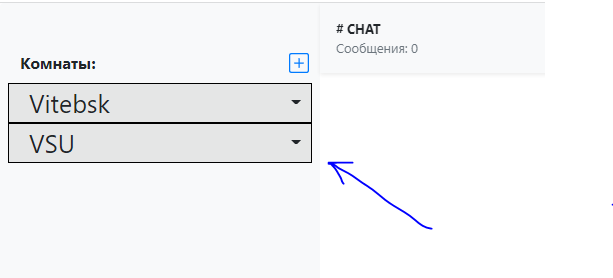 # CHAT
Сообщения: 0
Комнаты:
Vitebsk
VSU